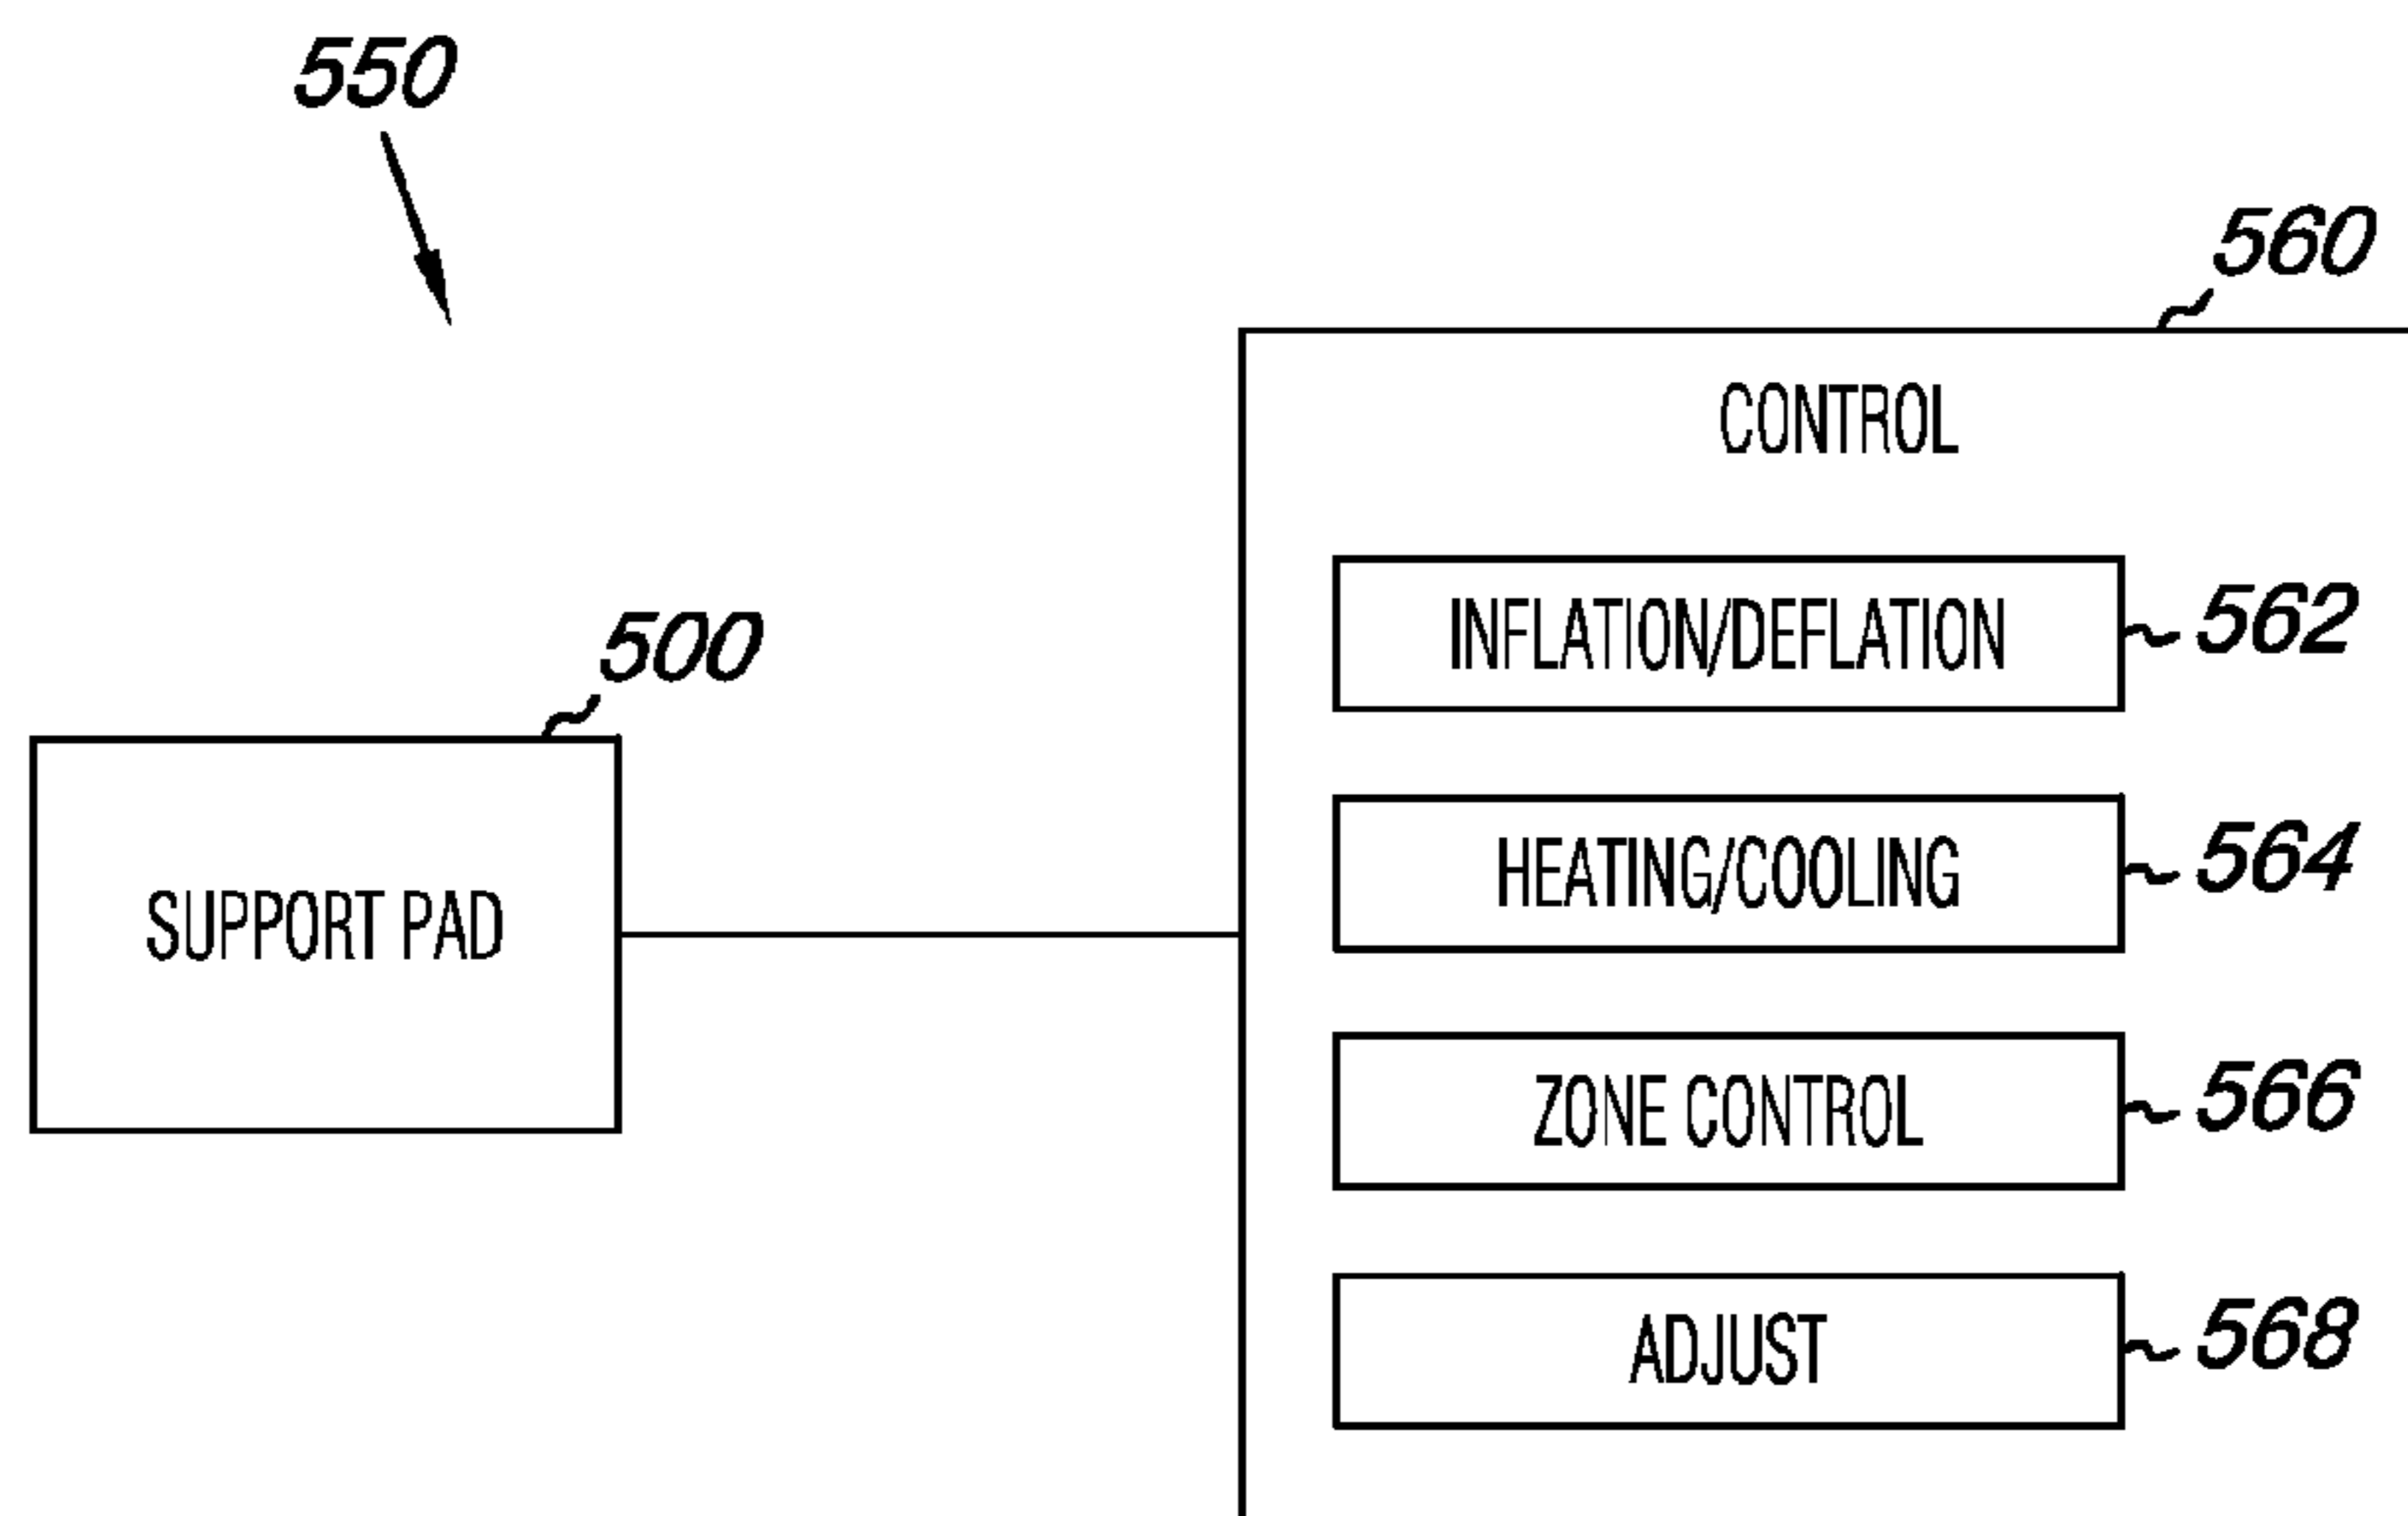 550
560
CONTROL
INFLATION/DEFLATION
562
500
HEATING/COOLING
564
SUPPORT PAD
ZONE CONTROL
566
ADJUST
568